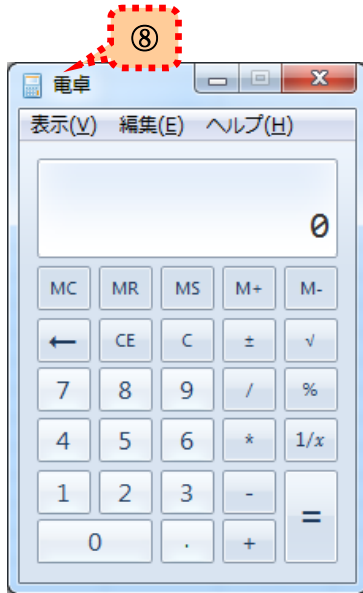 ⑧
電卓
表示(V) 編集(E) ヘルプ(H)
0
MC MR MS M+ M-
← CE C ± √
7 8 9 / %
4 5 6 * 1/x
1 2 3 - =
0 . +